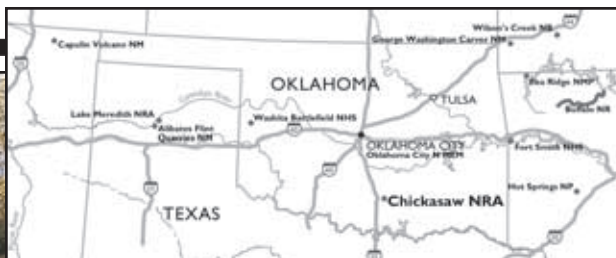 Wilson's Creek NB
George Washington Carver NM
Capulin Volcano NM
OKLAHOMA
Pea Ridge NMP
TULSA
Buffalo NR
Lake Meredith NRA
Washita Battlefield NHS
Alibates Flint
Quarries NM
OKLAHOMA CITY
Oklahoma City N MEM
Fort Smith NHS
Hot Springs NP
Chickasaw NRA
TEXAS